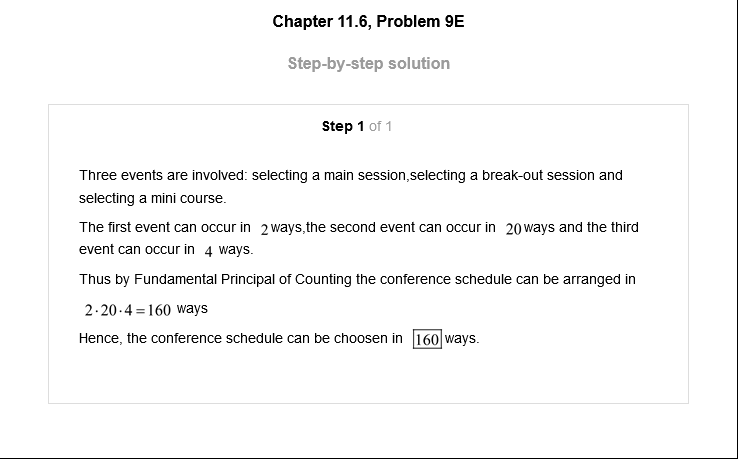 Chapter 11.6, Problem 9E
Step-by-step solution
Step 1 of 1
Three events are involved: selecting a main session,selecting a break-out session and
selecting a mini course.
The first event can occur in 2 ways,the second event can occur in 20 ways and the third
event can occur in 4 ways.
Thus by Fundamental Principal of Counting the conference schedule can be arranged in
2·20·4=160 ways
Hence, the conference schedule can be choosen in 160 ways.